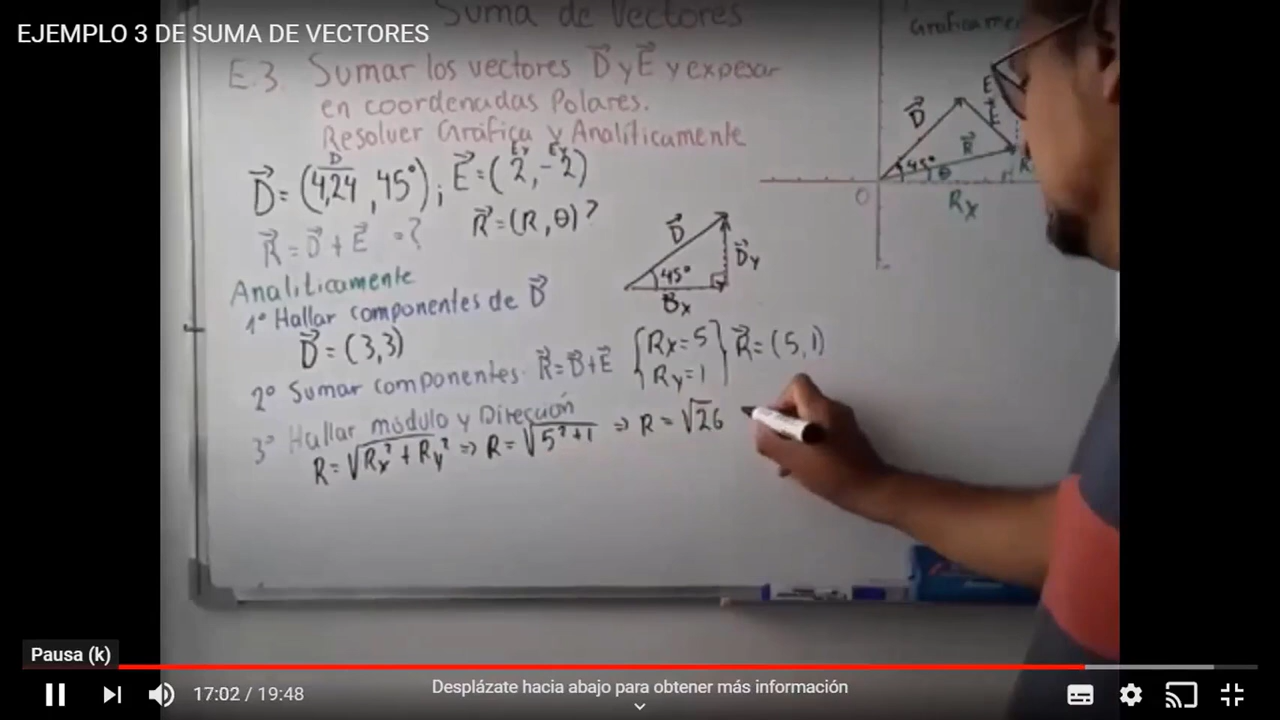 EJEMPLO 3 DE SUMA DE VECTORES
Suma de Vectores
E.3. Sumar los vectores D⃗ y E⃗ y expesar
en coordenadas Polares.
Resolver Gráfica y Analíticamente
D Ex Ey
D⃗ = (4,24 , 45°) ; E⃗ = (2, -2)
R⃗ = D⃗ + E⃗ = ?
R⃗ = (R, θ) ?
Analíticamente
1° Hallar componentes de D⃗
D⃗ = (3,3)
2° Sumar componentes. R⃗ = D⃗ + E⃗
{Rx = 5
Ry = 1} R⃗ = (5, 1)
3° Hallar módulo y Dirección
R = √Rx² + Ry² ⇒ R = √5² + 1 ⇒ R = √26
D⃗
45°
D⃗y
Bx
D⃗
E⃗
R⃗
45°
θ
O
Rx
Pausa (k)
17:02 / 19:48
Desplázate hacia abajo para obtener más información